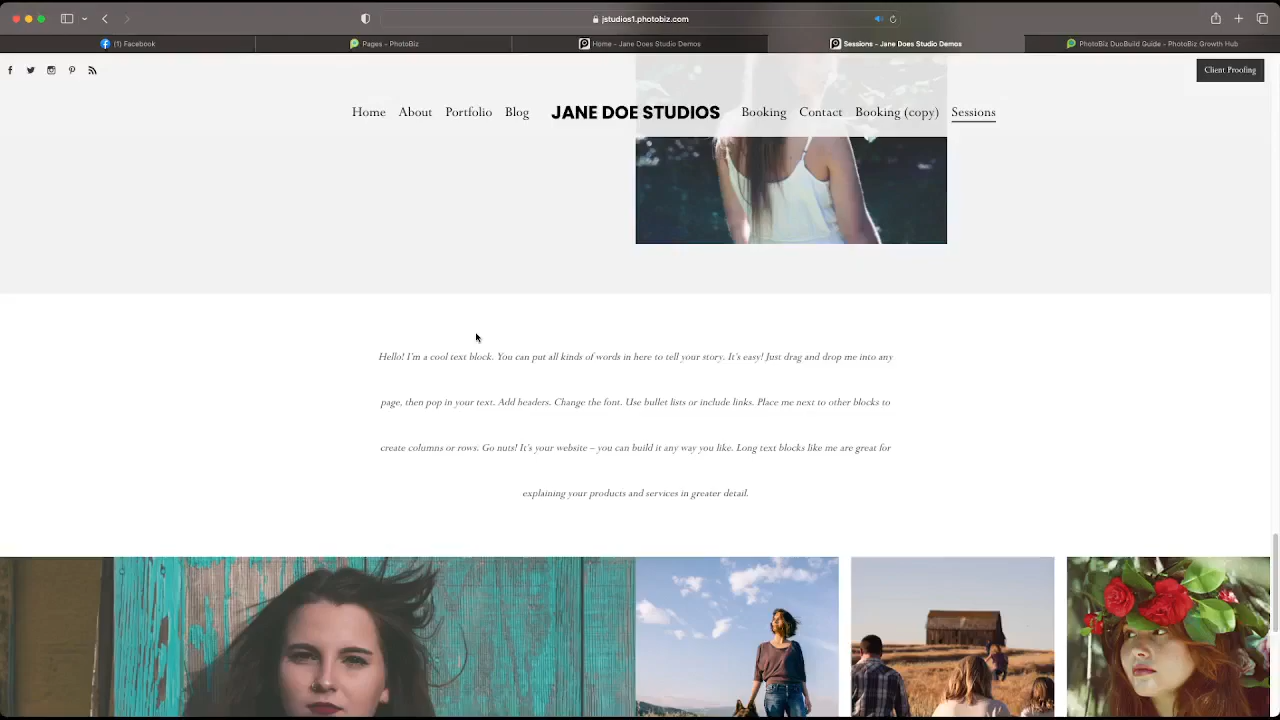 jstudios1.photobiz.com
(1) Facebook
Pages – PhotoBiz
Home – Jane Does Studio Demos
Sessions – Jane Does Studio Demos
PhotoBiz DuoBuild Guide - PhotoBiz Growth Hub
Client Proofing
Home About Portfolio Blog JANE DOE STUDIOS Booking Contact Booking (copy) Sessions
Hello! I'm a cool text block. You can put all kinds of words in here to tell your story. It's easy! Just drag and drop me into any
page, then pop in your text. Add headers. Change the font. Use bullet lists or include links. Place me next to other blocks to
create columns or rows. Go nuts! It's your website – you can build it any way you like. Long text blocks like me are great for
explaining your products and services in greater detail.